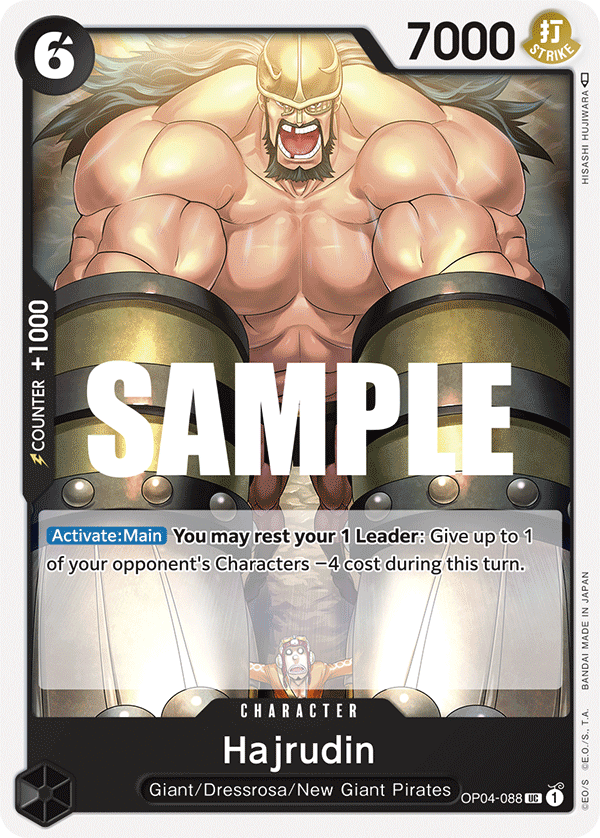 6
7000
打
STRIKE
HISASHI HUJIWARA
COUNTER +1000
SAMPLE
Activate:Main You may rest your 1 Leader: Give up to 1
of your opponent's Characters −4 cost during this turn.
CHARACTER
Hajrudin
Giant/Dressrosa/New Giant Pirates
OP04-088 UC 1
©EO/S ©E.O./S., T.A. BANDAI MADE IN JAPAN